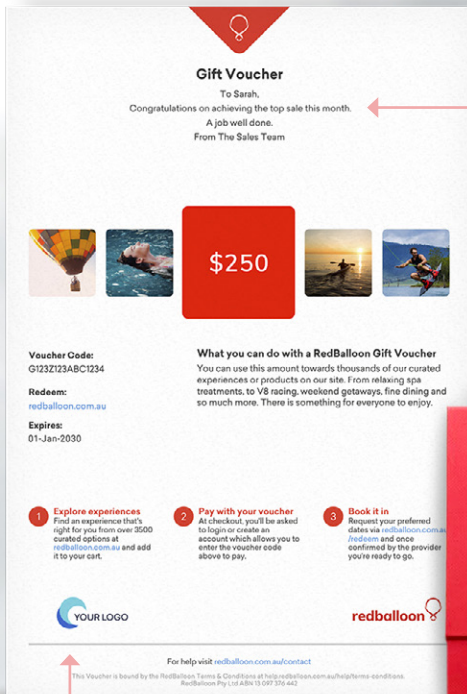 Gift Voucher
To Sarah,
Congratulations on achieving the top sale this month.
A job well done.
From The Sales Team
$250
Voucher Code:
G123Z123ABC1234
Redeem:
redballoon.com.au
Expires:
01-Jan-2030
What you can do with a RedBalloon Gift Voucher
You can use this amount towards thousands of our curated
experiences or products on our site. From relaxing spa
treatments, to V8 racing, weekend getaways, fine dining and
so much more. There is something for everyone to enjoy.
1
Explore experiences
Find an experience that's
right for you from over 3500
curated options at
redballoon.com.au and add
it to your cart.
2
Pay with your voucher
At checkout, you'll be asked
to login or create an
account which allows you to
enter the voucher code
above to pay.
3
Book it in
Request your preferred
dates via redballoon.com.au
/redeem and once
confirmed by the provider
you're ready to go.
YOUR LOGO
redballoon
For help visit redballoon.com.au/contact
This Voucher is bound by the RedBalloon Terms & Conditions at help.redballoon.com.au/help/terms-conditions.
RedBalloon Pty Ltd ABN 13 097 376 442